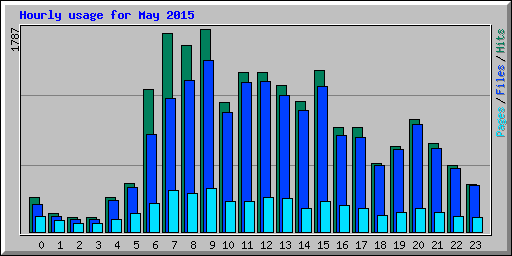 Hourly usage for May 2015
1787
Pages/Files/Hits
0 1 2 3 4 5 6 7 8 9 10 11 12 13 14 15 16 17 18 19 20 21 22 23